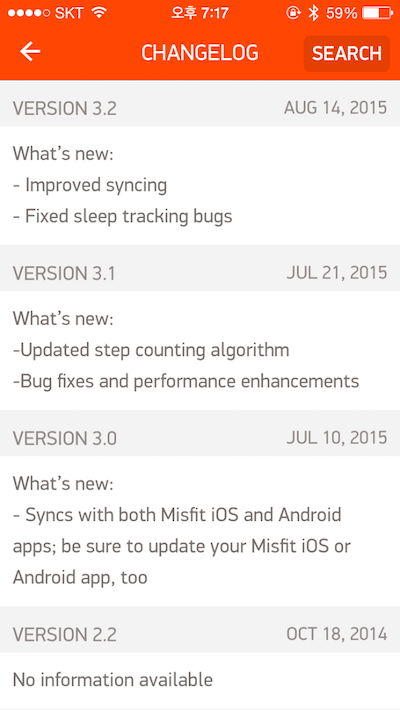 SKT 오후 7:17 59%
CHANGELOG SEARCH
VERSION 3.2 AUG 14, 2015
What's new:
- Improved syncing
- Fixed sleep tracking bugs
VERSION 3.1 JUL 21, 2015
What's new:
-Updated step counting algorithm
-Bug fixes and performance enhancements
VERSION 3.0 JUL 10, 2015
What's new:
- Syncs with both Misfit iOS and Android
apps; be sure to update your Misfit iOS or
Android app, too
VERSION 2.2 OCT 18, 2014
No information available